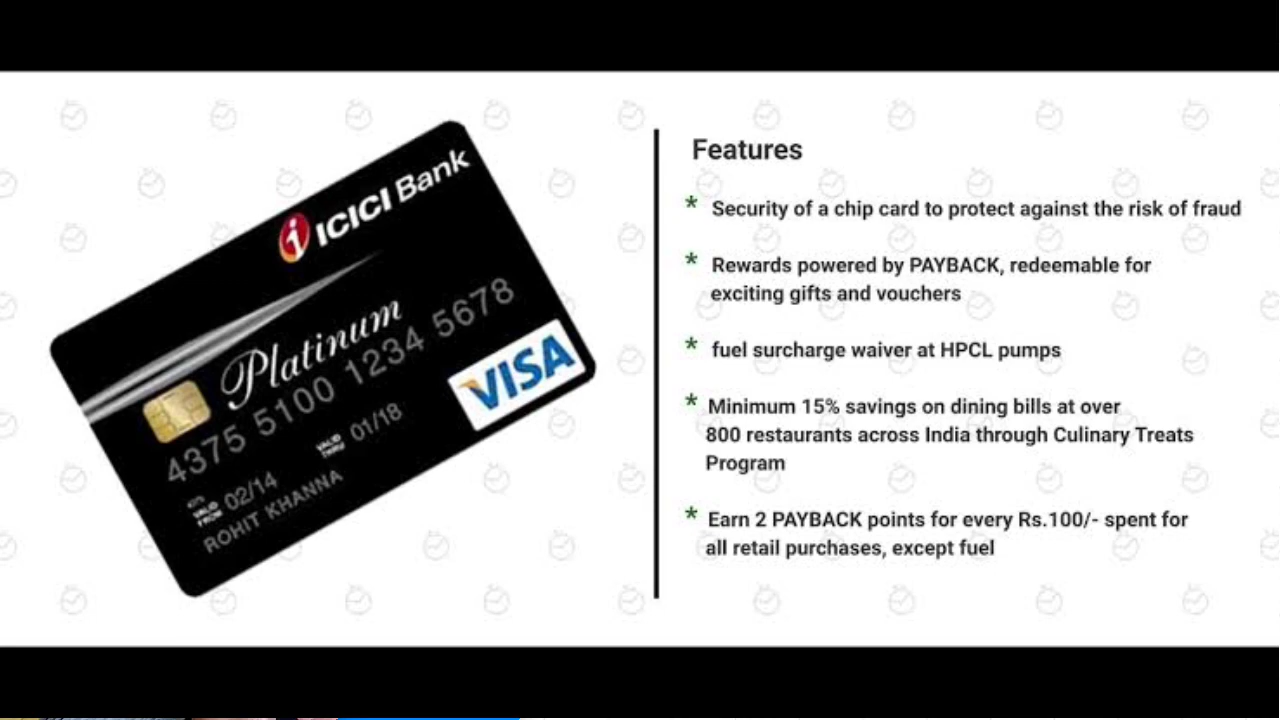 ICICI Bank
Platinum
4375 5100 1234 5678
VALID FROM 02/14 VALID THRU 01/18
ROHIT KHANNA
VISA
Features
* Security of a chip card to protect against the risk of fraud
* Rewards powered by PAYBACK, redeemable for
exciting gifts and vouchers
* fuel surcharge waiver at HPCL pumps
* Minimum 15% savings on dining bills at over
800 restaurants across India through Culinary Treats
Program
* Earn 2 PAYBACK points for every Rs.100/- spent for
all retail purchases, except fuel